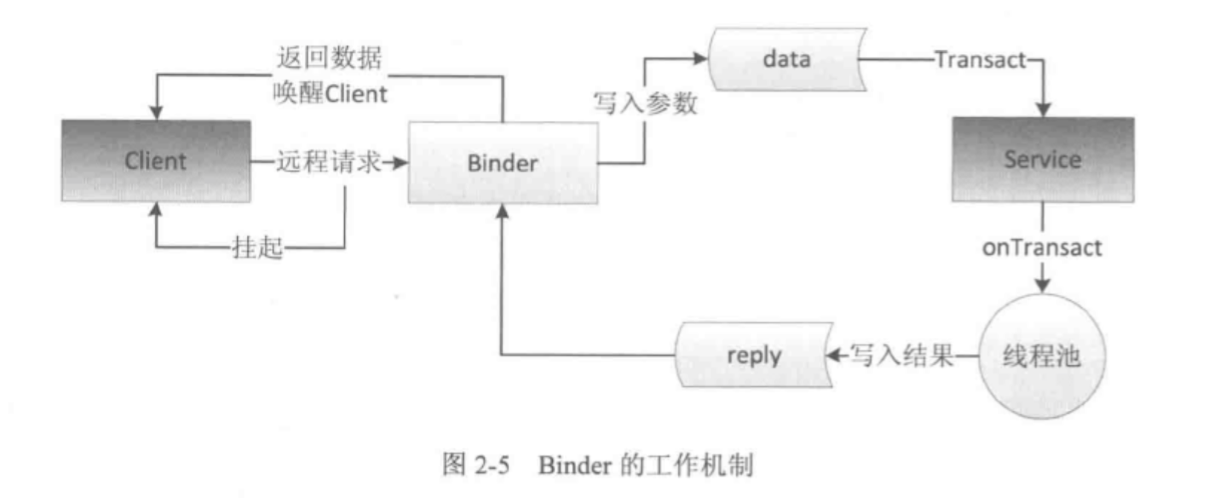 返回数据
唤醒Client
data
Transact
写入参数
Client
远程请求
Binder
Service
挂起
onTransact
reply
写入结果
线程池
图 2-5 Binder 的工作机制